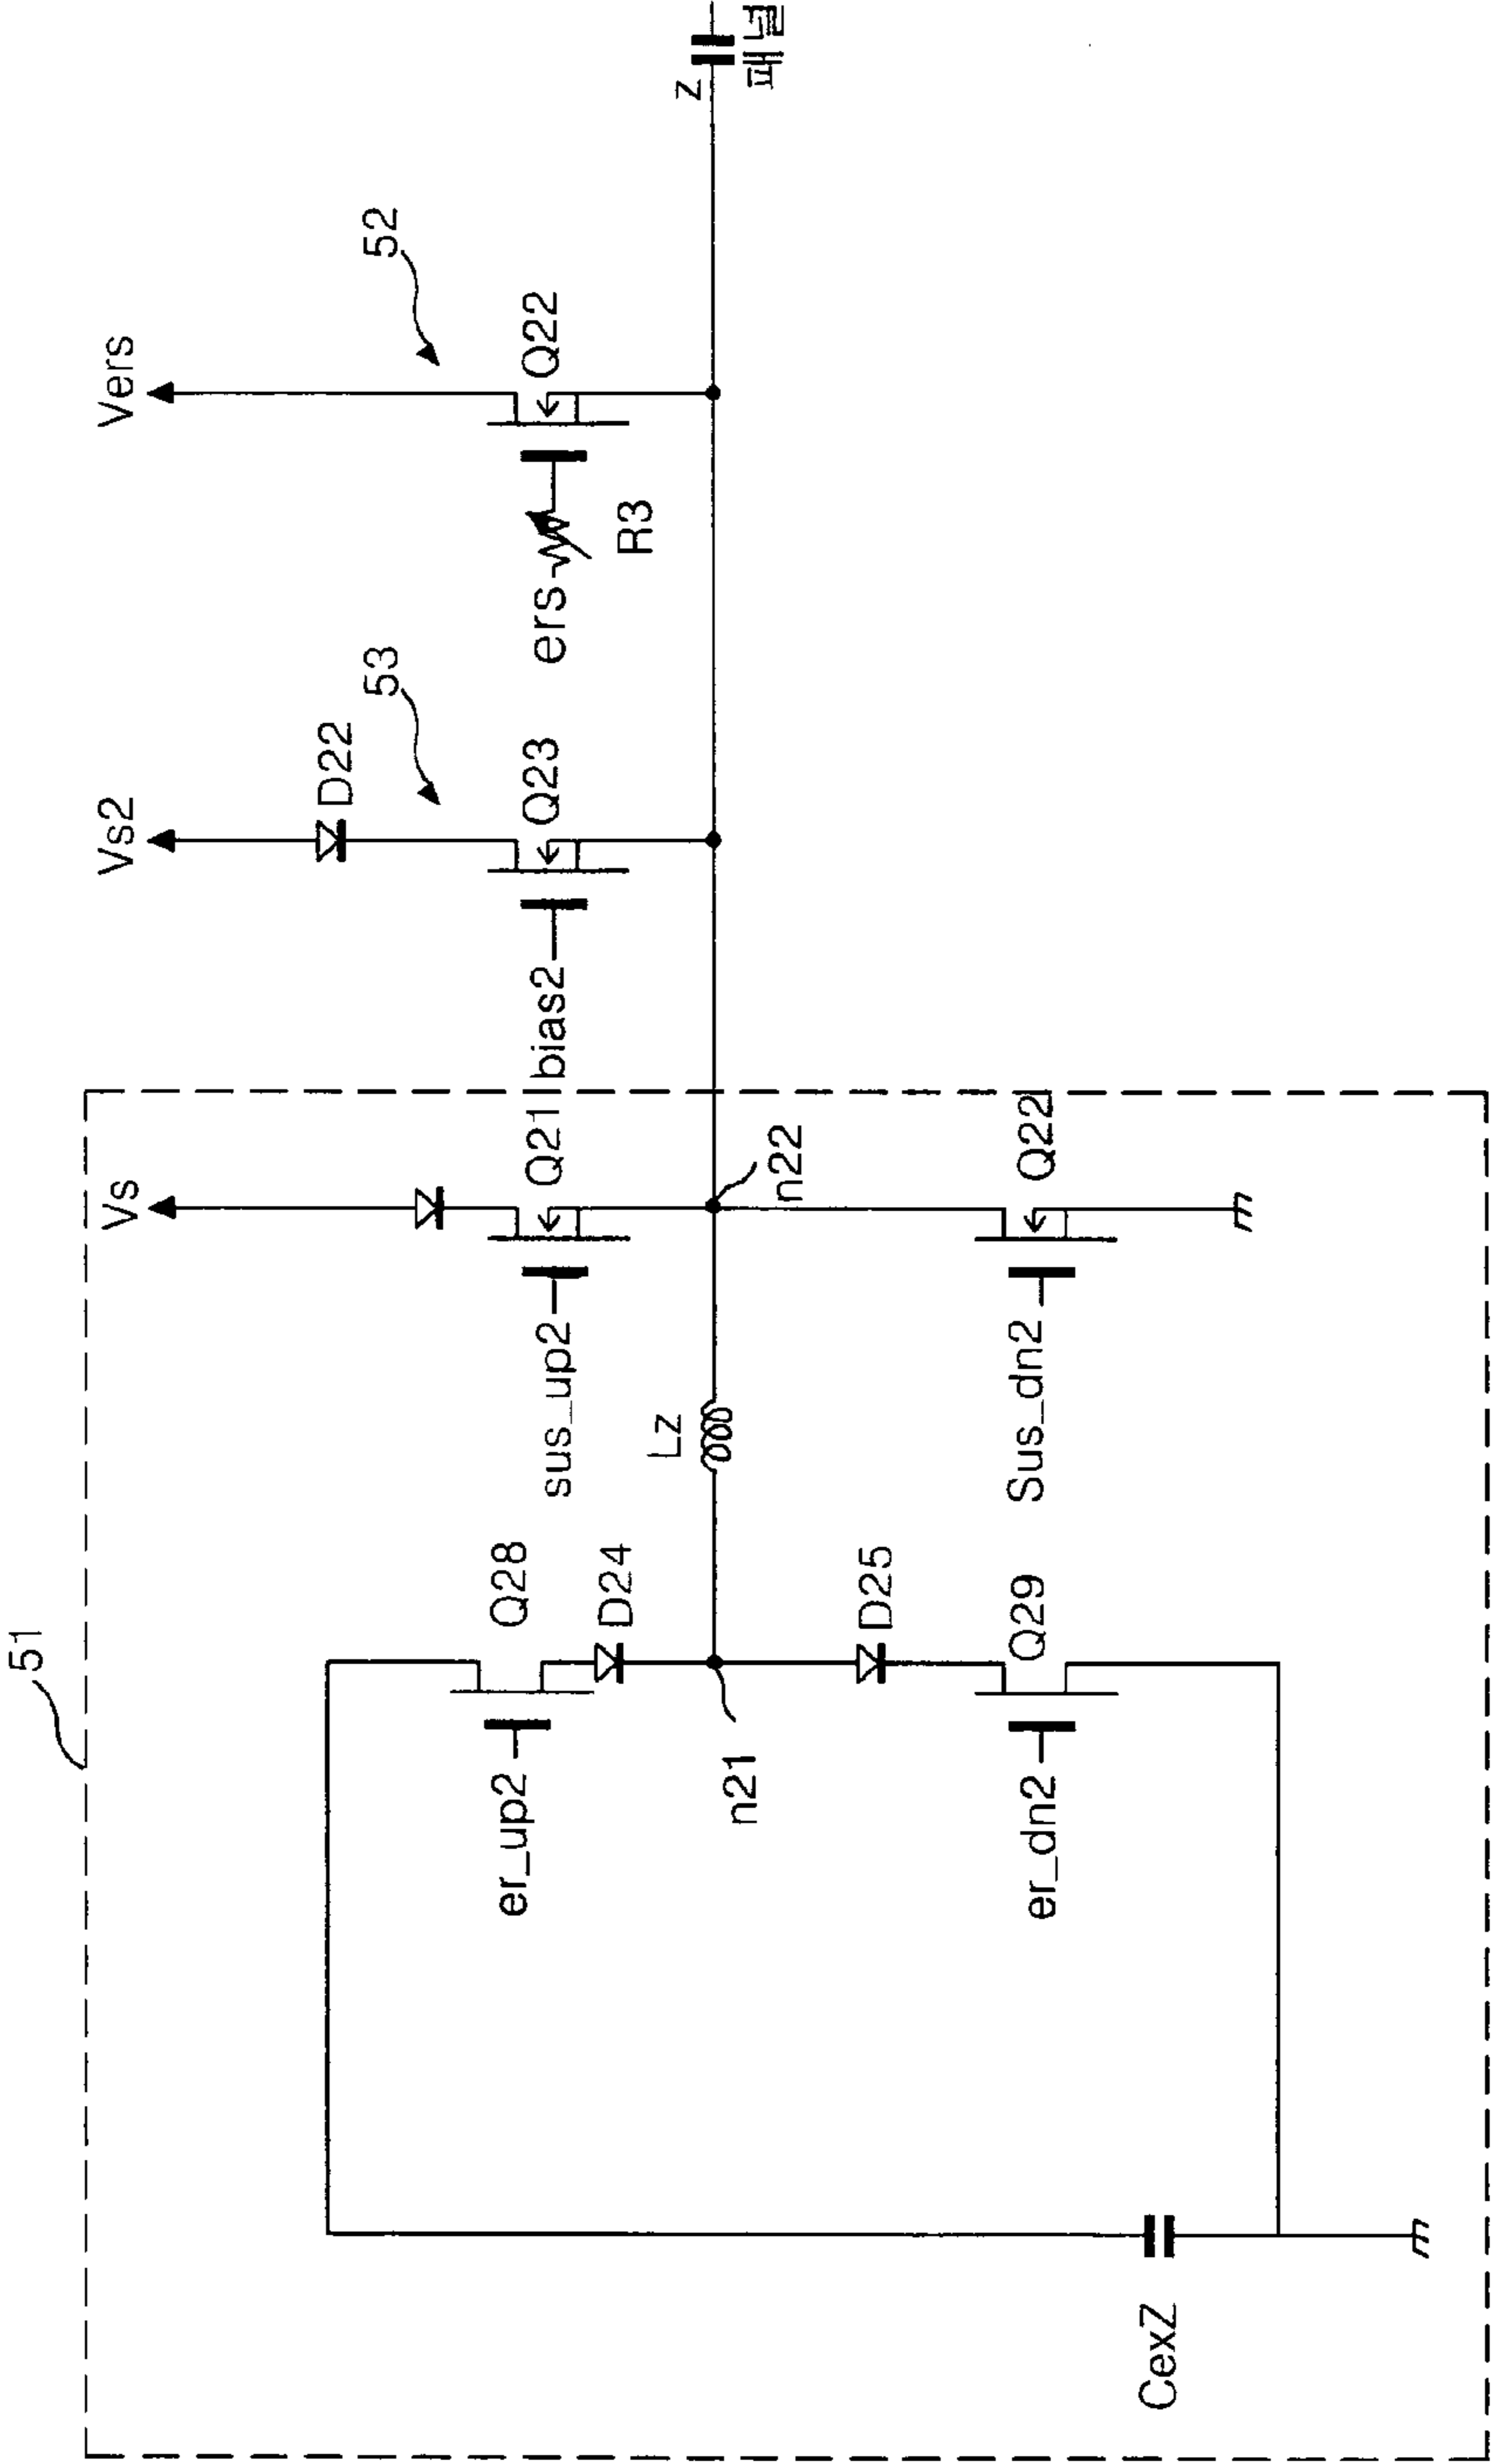 51
Vs
Vs2
Vers
D22
53
52
Q28
er_up2
D24
sus_up2
Q21
bias2
Q23
ers
R3
Q22
Lz
n21
n22
Z
패널
D25
er_dn2
Q29
Sus_dn2
Q22
CexZ